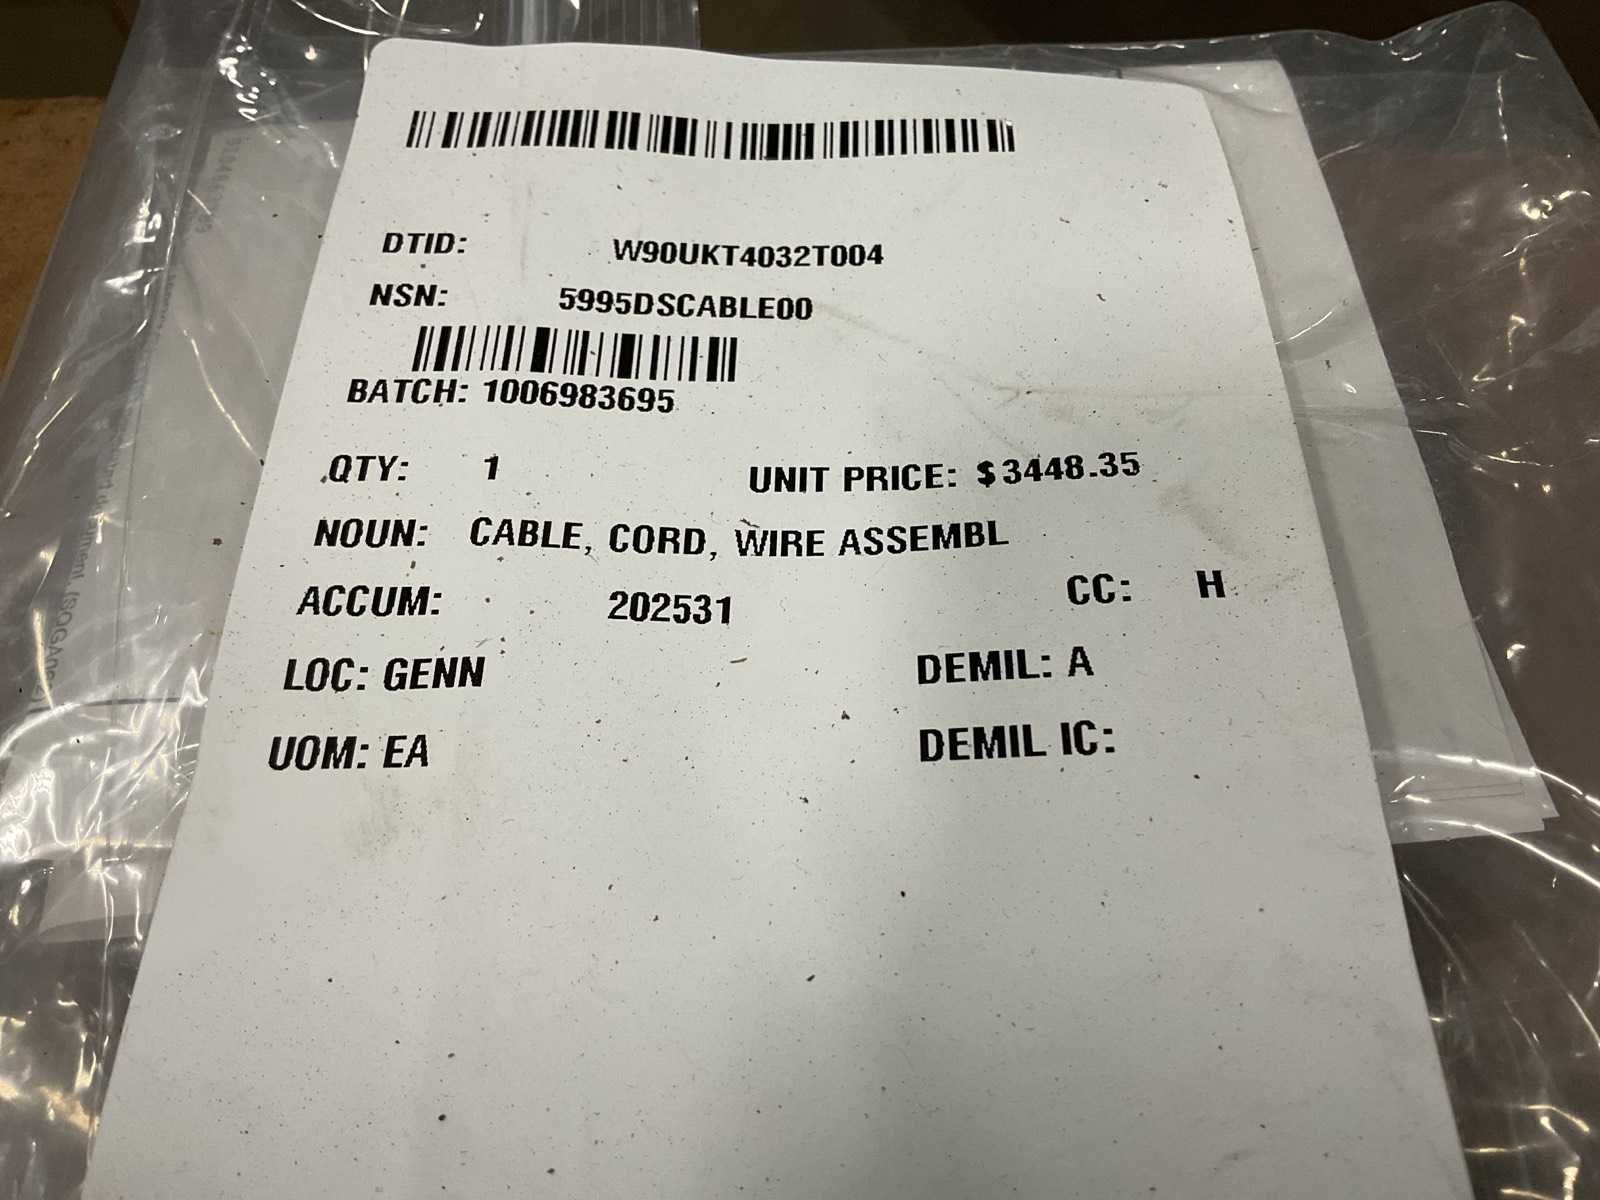 DTID: W90UKT4032T004
NSN: 5995DSCABLE00
BATCH: 1006983695
QTY: 1 UNIT PRICE: $3448.35
NOUN: CABLE, CORD, WIRE ASSEMBL
ACCUM: 202531 CC: H
LOC: GENN DEMIL: A
UOM: EA DEMIL IC: